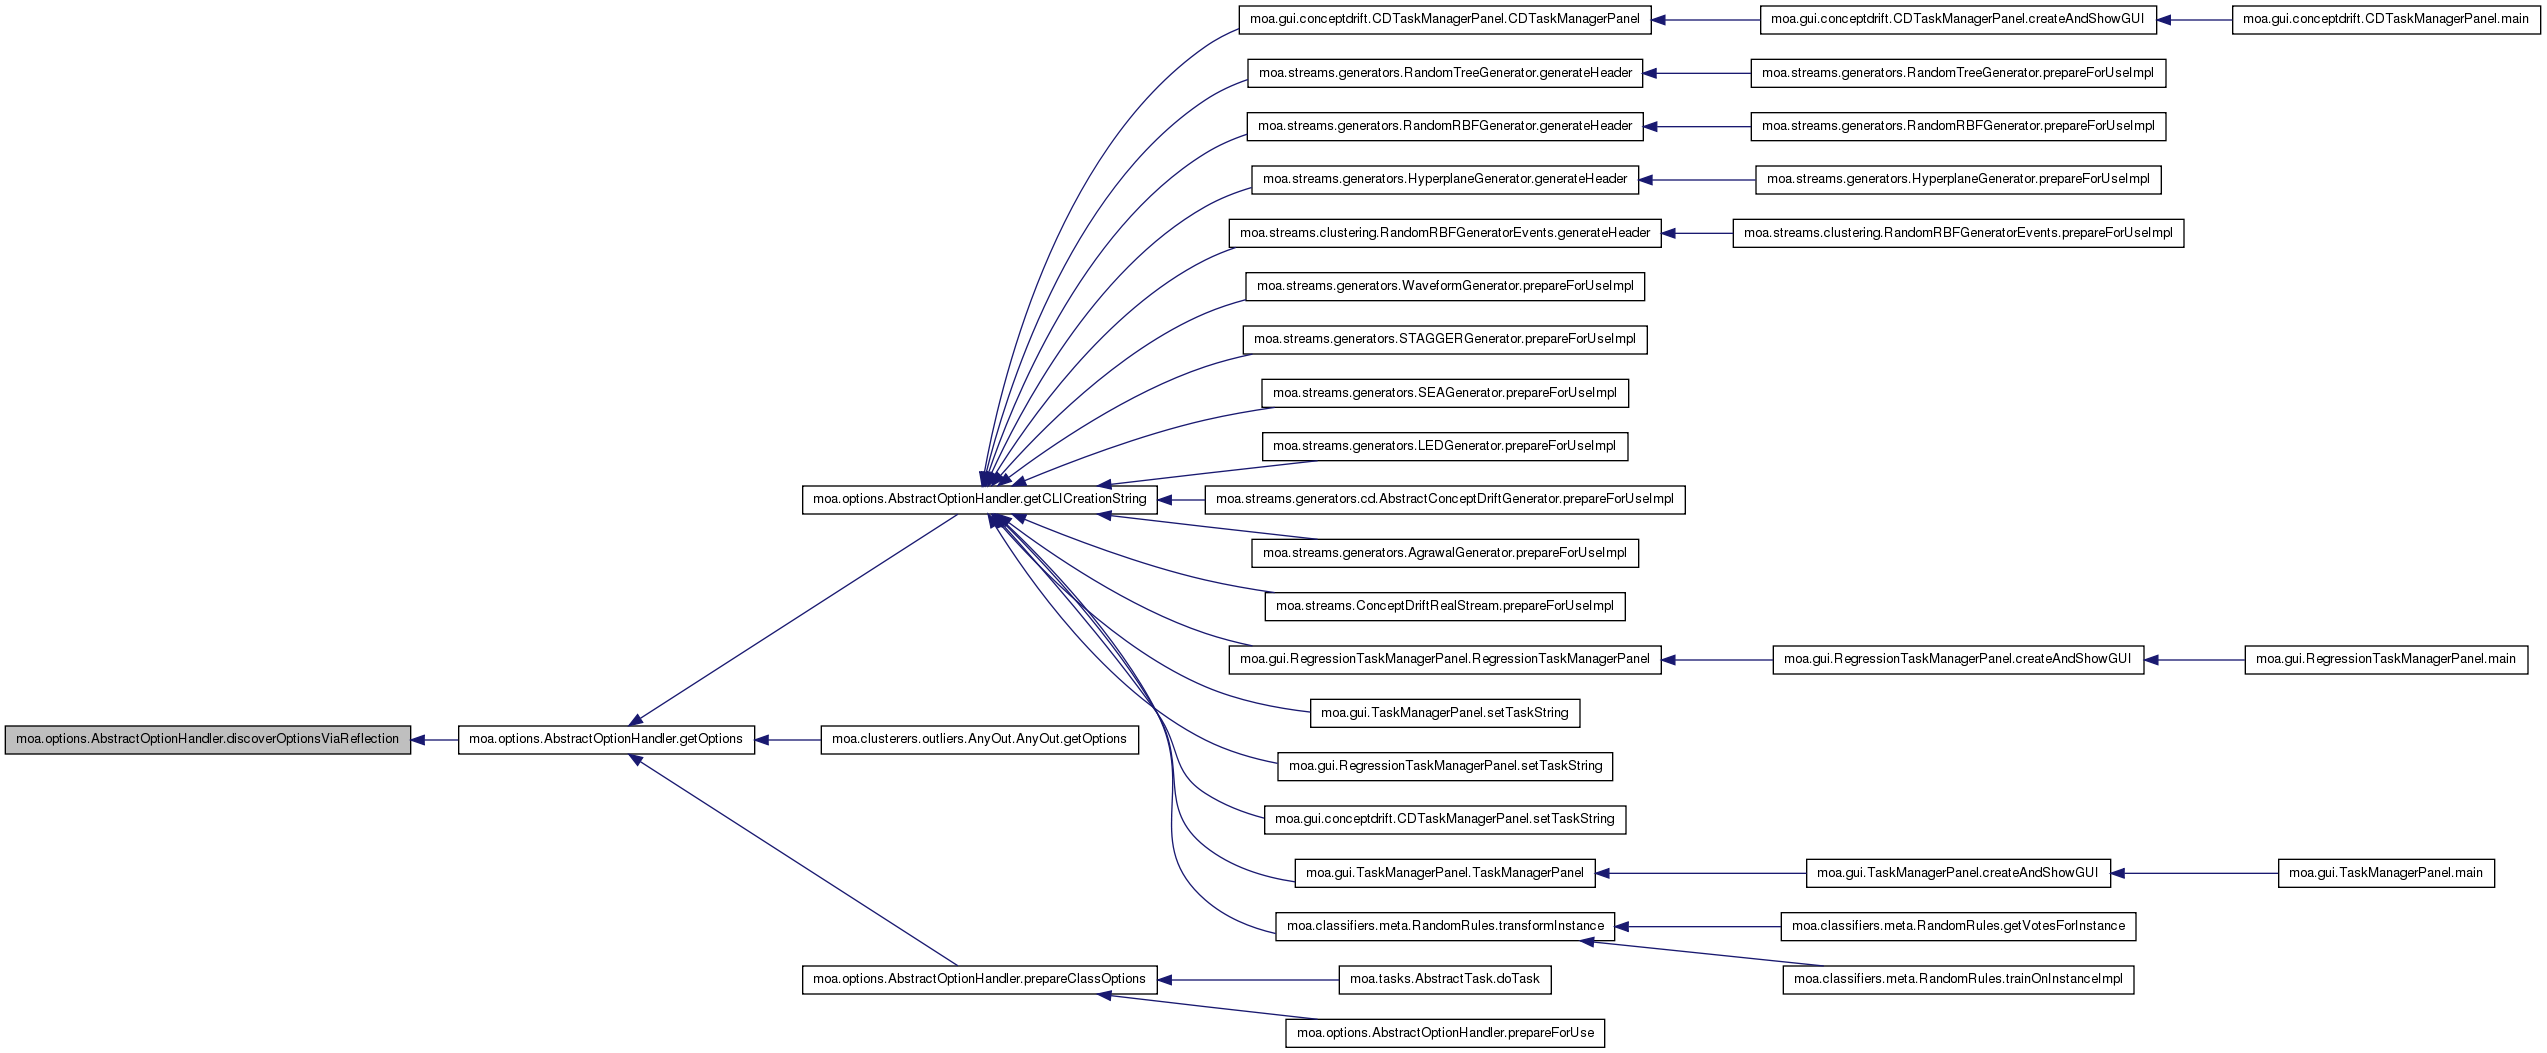 moa.gui.conceptdrift.CDTaskManagerPanel.CDTaskManagerPanel
moa.gui.conceptdrift.CDTaskManagerPanel.createAndShowGUI
moa.gui.conceptdrift.CDTaskManagerPanel.main
moa.streams.generators.RandomTreeGenerator.generateHeader
moa.streams.generators.RandomTreeGenerator.prepareForUseImpl
moa.streams.generators.RandomRBFGenerator.generateHeader
moa.streams.generators.RandomRBFGenerator.prepareForUseImpl
moa.streams.generators.HyperplaneGenerator.generateHeader
moa.streams.generators.HyperplaneGenerator.prepareForUseImpl
moa.streams.clustering.RandomRBFGeneratorEvents.generateHeader
moa.streams.clustering.RandomRBFGeneratorEvents.prepareForUseImpl
moa.streams.generators.WaveformGenerator.prepareForUseImpl
moa.streams.generators.STAGGERGenerator.prepareForUseImpl
moa.streams.generators.SEAGenerator.prepareForUseImpl
moa.streams.generators.LEDGenerator.prepareForUseImpl
moa.options.AbstractOptionHandler.getCLICreationString
moa.streams.generators.cd.AbstractConceptDriftGenerator.prepareForUseImpl
moa.streams.generators.AgrawalGenerator.prepareForUseImpl
moa.streams.ConceptDriftRealStream.prepareForUseImpl
moa.gui.RegressionTaskManagerPanel.RegressionTaskManagerPanel
moa.gui.RegressionTaskManagerPanel.createAndShowGUI
moa.gui.RegressionTaskManagerPanel.main
moa.gui.TaskManagerPanel.setTaskString
moa.options.AbstractOptionHandler.discoverOptionsViaReflection
moa.options.AbstractOptionHandler.getOptions
moa.clusterers.outliers.AnyOut.AnyOut.getOptions
moa.gui.RegressionTaskManagerPanel.setTaskString
moa.gui.conceptdrift.CDTaskManagerPanel.setTaskString
moa.gui.TaskManagerPanel.TaskManagerPanel
moa.gui.TaskManagerPanel.createAndShowGUI
moa.gui.TaskManagerPanel.main
moa.classifiers.meta.RandomRules.transformInstance
moa.classifiers.meta.RandomRules.getVotesForInstance
moa.options.AbstractOptionHandler.prepareClassOptions
moa.tasks.AbstractTask.doTask
moa.classifiers.meta.RandomRules.trainOnInstanceImpl
moa.options.AbstractOptionHandler.prepareForUse